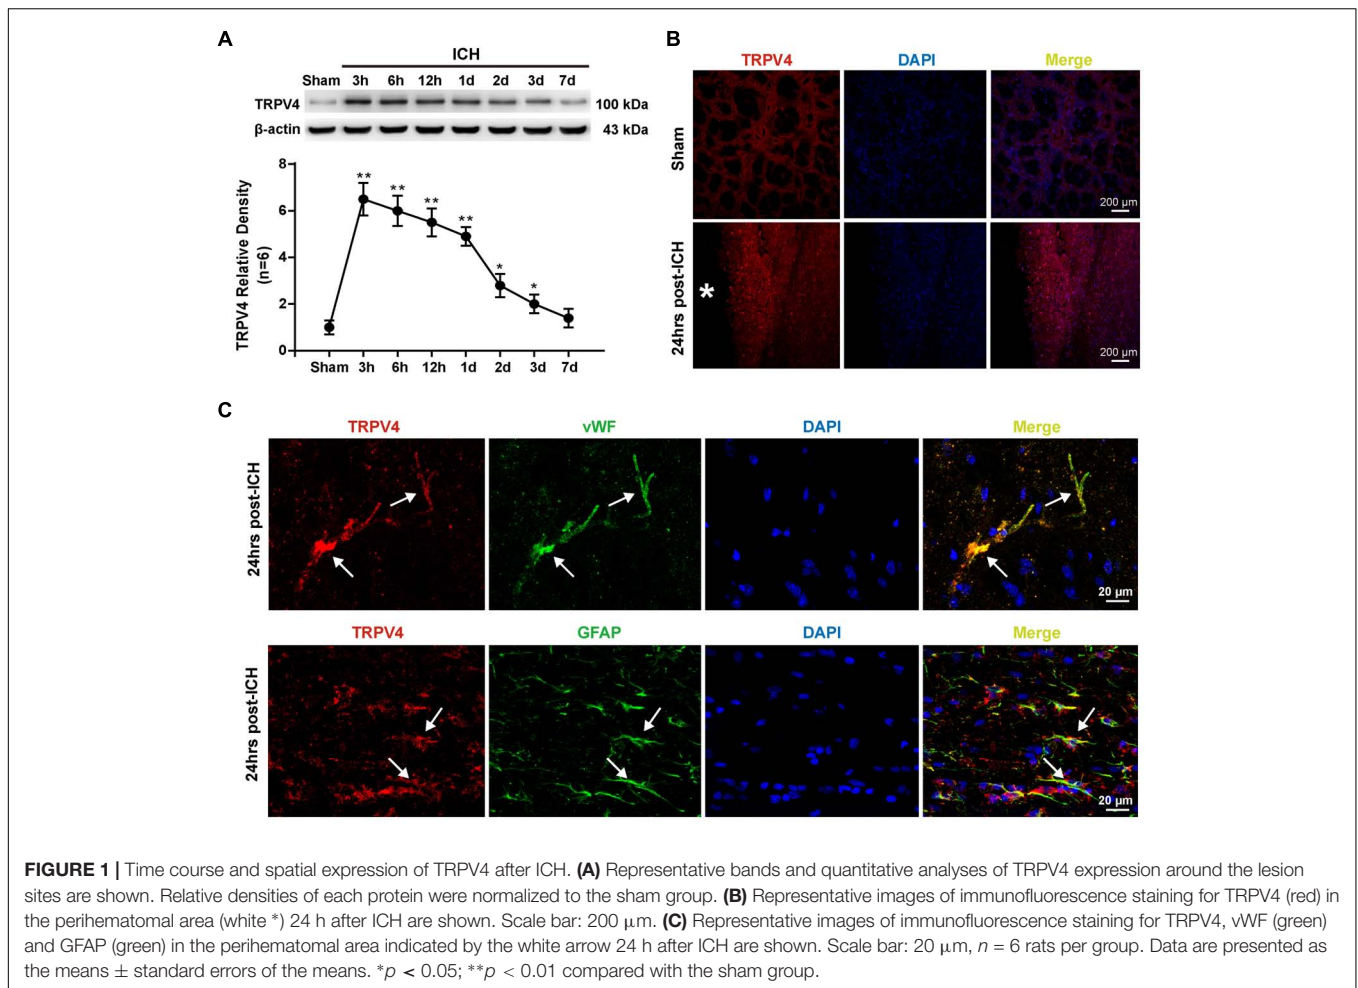 A
ICH
Sham 3h 6h 12h 1d 2d 3d 7d
TRPV4 100 kDa
β-actin 43 kDa
TRPV4 Relative Density
(n=6)
8
6
4
2
0
** ** ** ** * *
Sham 3h 6h 12h 1d 2d 3d 7d
B
TRPV4 DAPI Merge
Sham
200 µm
24hrs post-ICH
*
200 µm
C
TRPV4 vWF DAPI Merge
24hrs post-ICH
20 µm
TRPV4 GFAP DAPI Merge
24hrs post-ICH
20 µm
FIGURE 1 | Time course and spatial expression of TRPV4 after ICH. (A) Representative bands and quantitative analyses of TRPV4 expression around the lesion
sites are shown. Relative densities of each protein were normalized to the sham group. (B) Representative images of immunofluorescence staining for TRPV4 (red) in
the perihematomal area (white *) 24 h after ICH are shown. Scale bar: 200 µm. (C) Representative images of immunofluorescence staining for TRPV4, vWF (green)
and GFAP (green) in the perihematomal area indicated by the white arrow 24 h after ICH are shown. Scale bar: 20 µm, n = 6 rats per group. Data are presented as
the means ± standard errors of the means. *p < 0.05; **p < 0.01 compared with the sham group.